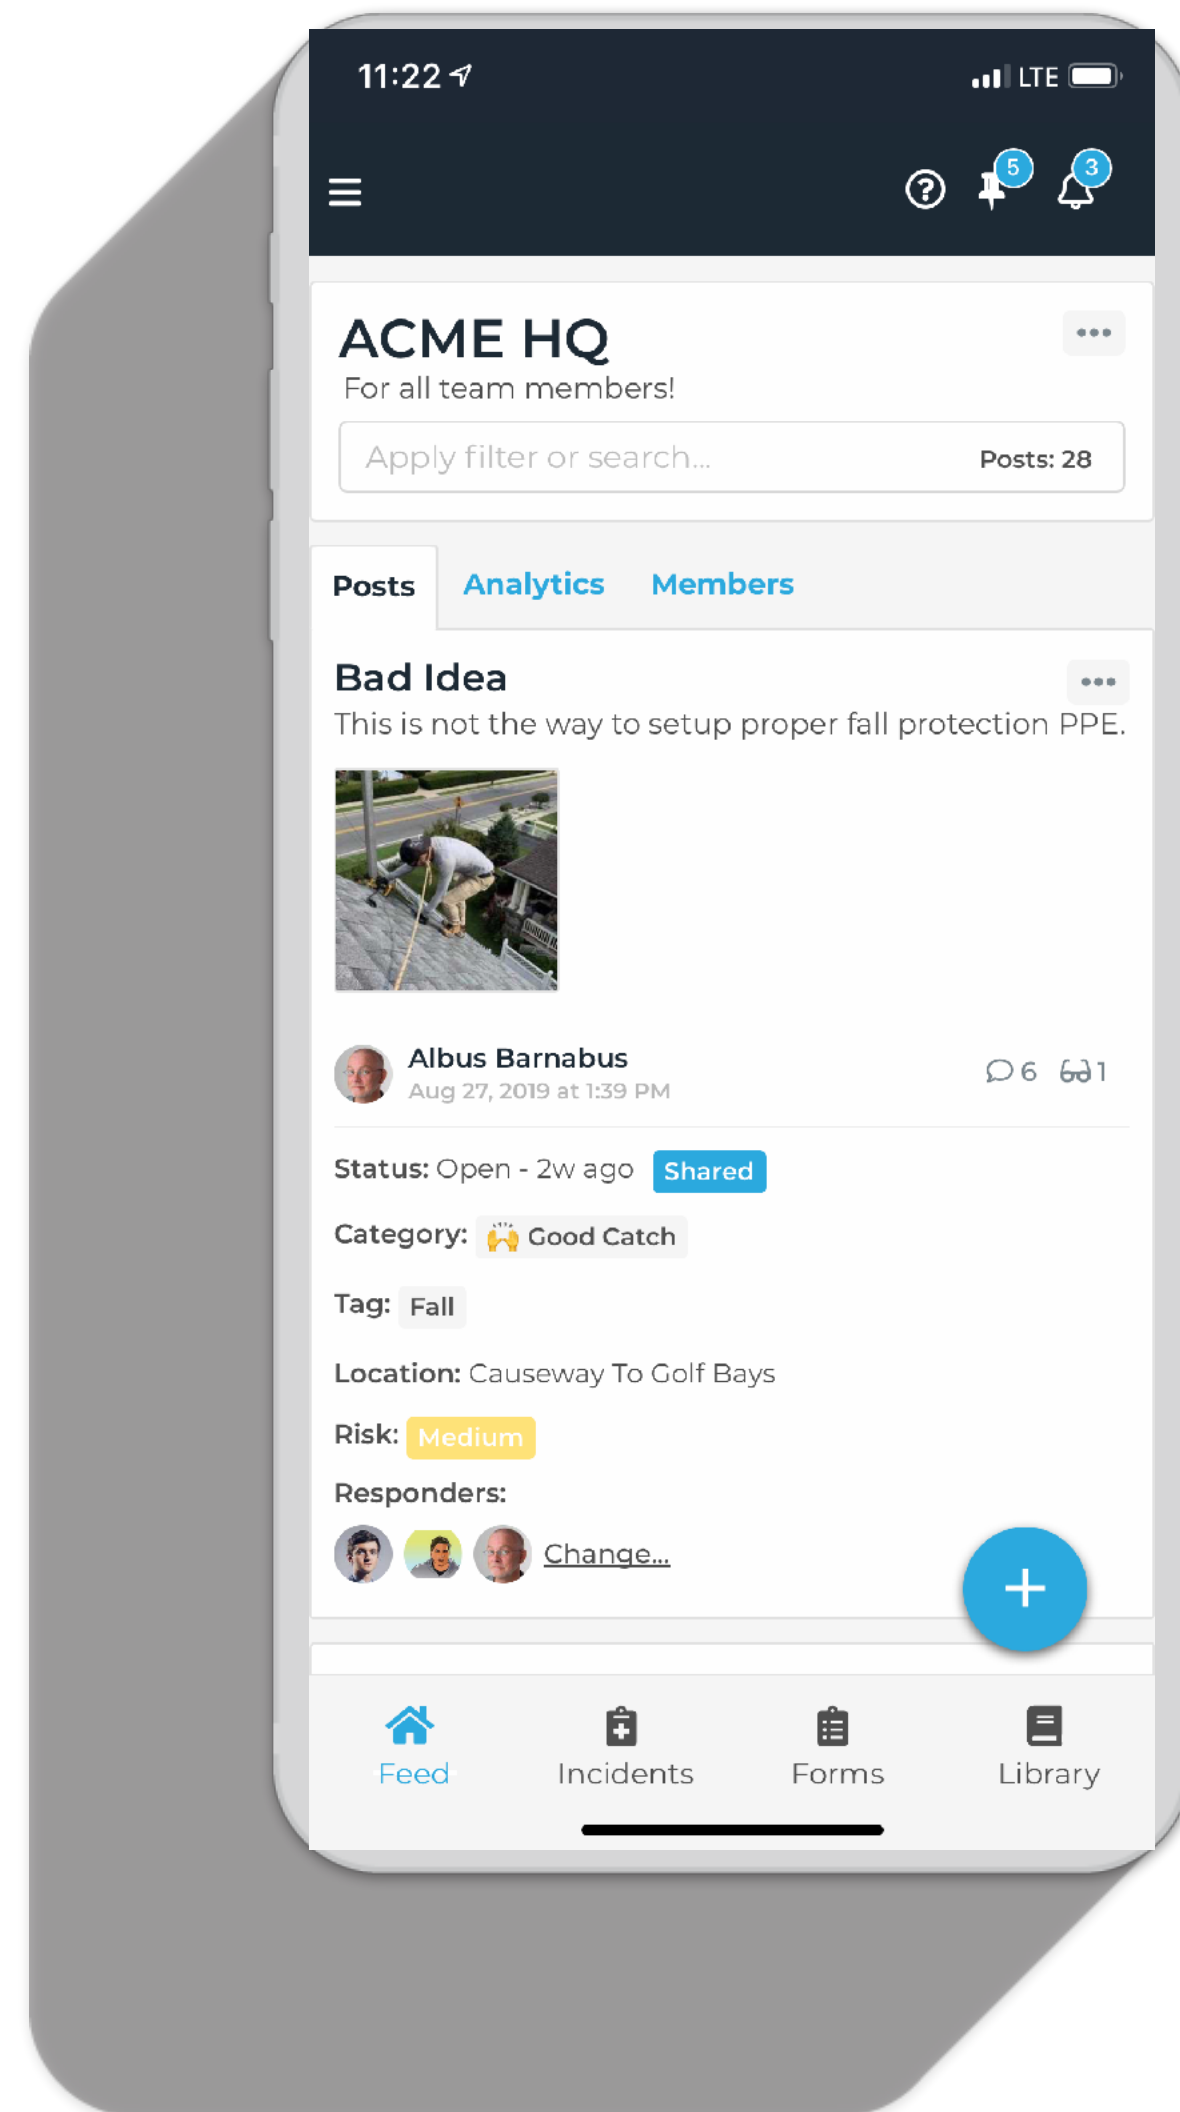 11:22 LTE
5 3
ACME HQ
For all team members!
Apply filter or search... Posts: 28
Posts Analytics Members
Bad Idea
This is not the way to setup proper fall protection PPE.
Albus Barnabus
Aug 27, 2019 at 1:39 PM
6 1
Status: Open - 2w ago Shared
Category: 🙌 Good Catch
Tag: Fall
Location: Causeway To Golf Bays
Risk: Medium
Responders:
Change...
Feed Incidents Forms Library